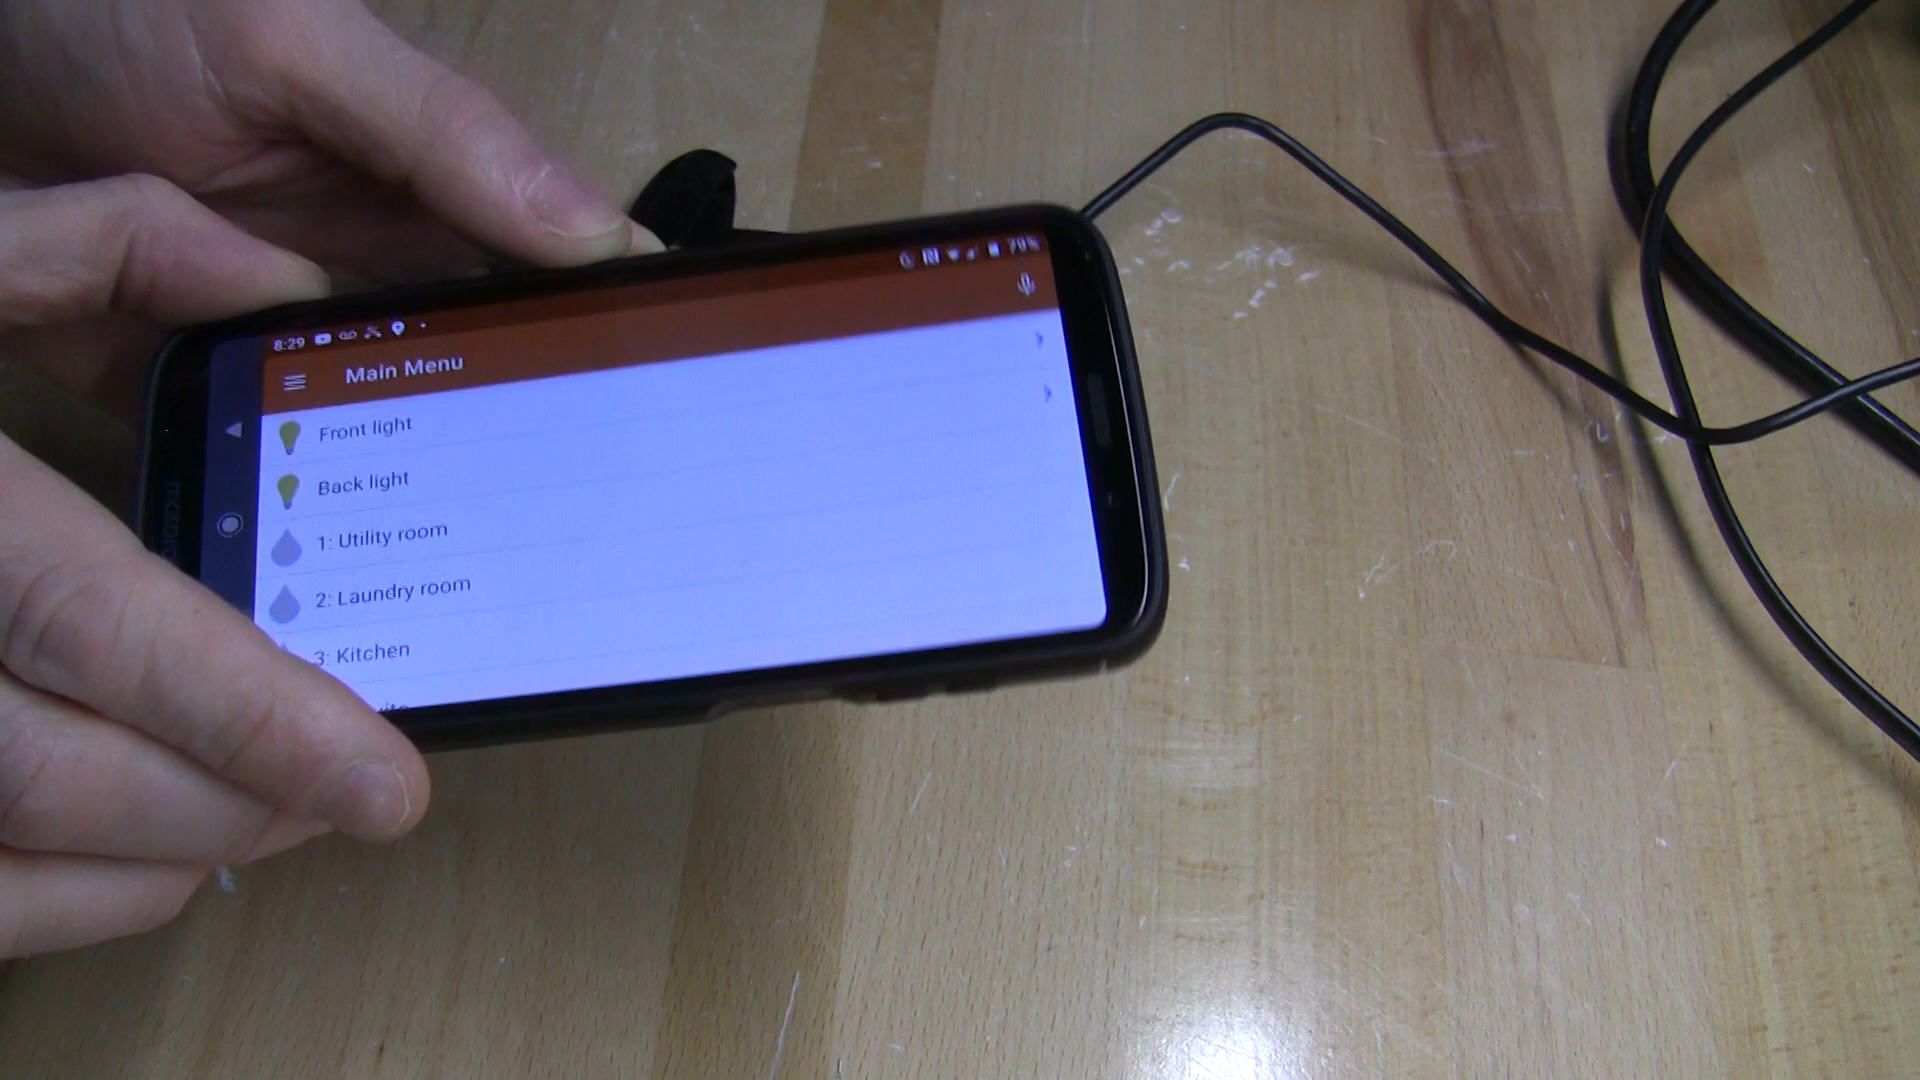 79%
8:29
Main Menu
Front light
Back light
1: Utility room
2: Laundry room
3: Kitchen